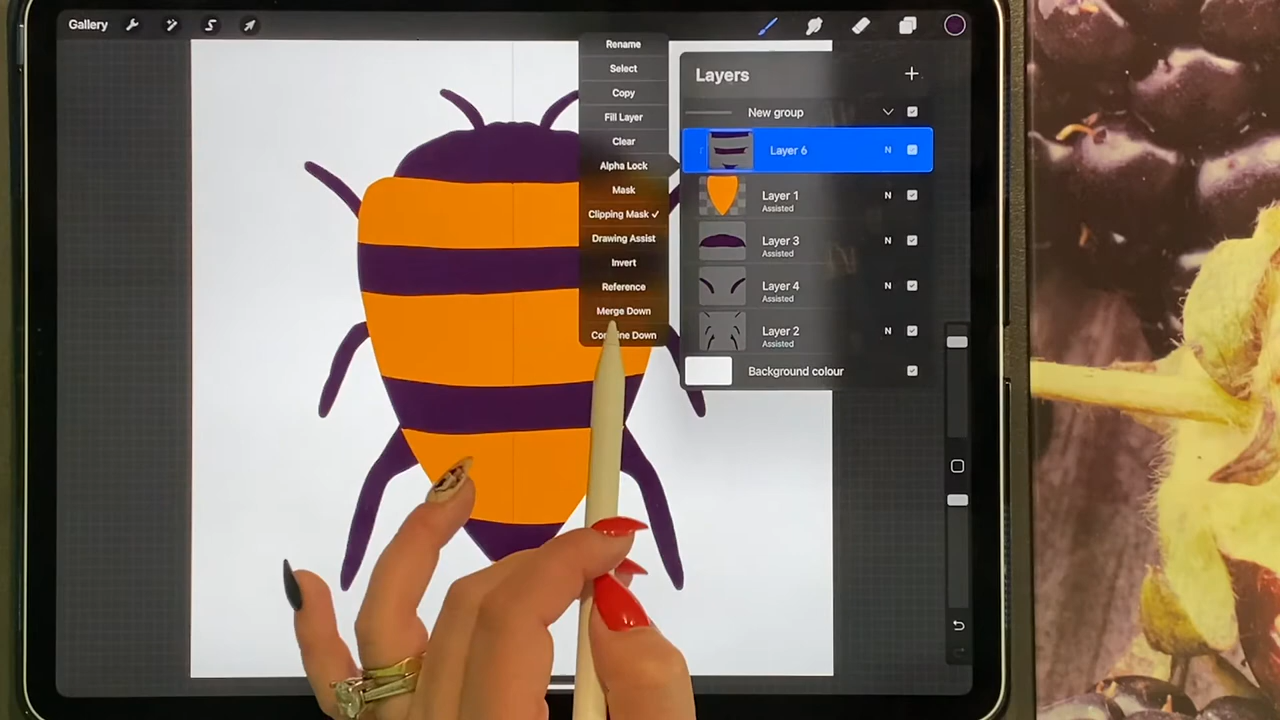 Gallery
Rename
Select
Copy
Fill Layer
Clear
Alpha Lock
Mask
Clipping Mask ✓
Drawing Assist
Invert
Reference
Merge Down
Down
Layers
New group
Layer 6 N
Layer 1 N
Assisted
Layer 3 N
Assisted
Layer 4 N
Assisted
Layer 2 N
Assisted
Background colour